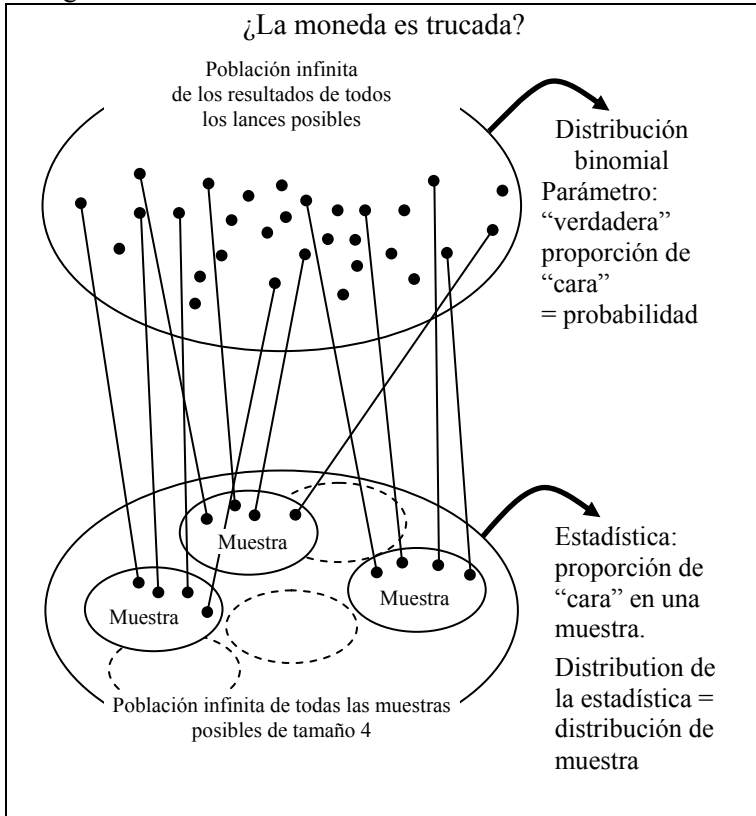 ¿La moneda es trucada?
Población infinita
de los resultados de todos
los lances posibles
Distribución
binomial
Parámetro:
“verdadera”
proporción de
“cara”
= probabilidad
Muestra
Muestra
Muestra
Población infinita de todas las muestras
posibles de tamaño 4
Estadística:
proporción de
“cara” en una
muestra.
Distribution de
la estadística =
distribución de
muestra